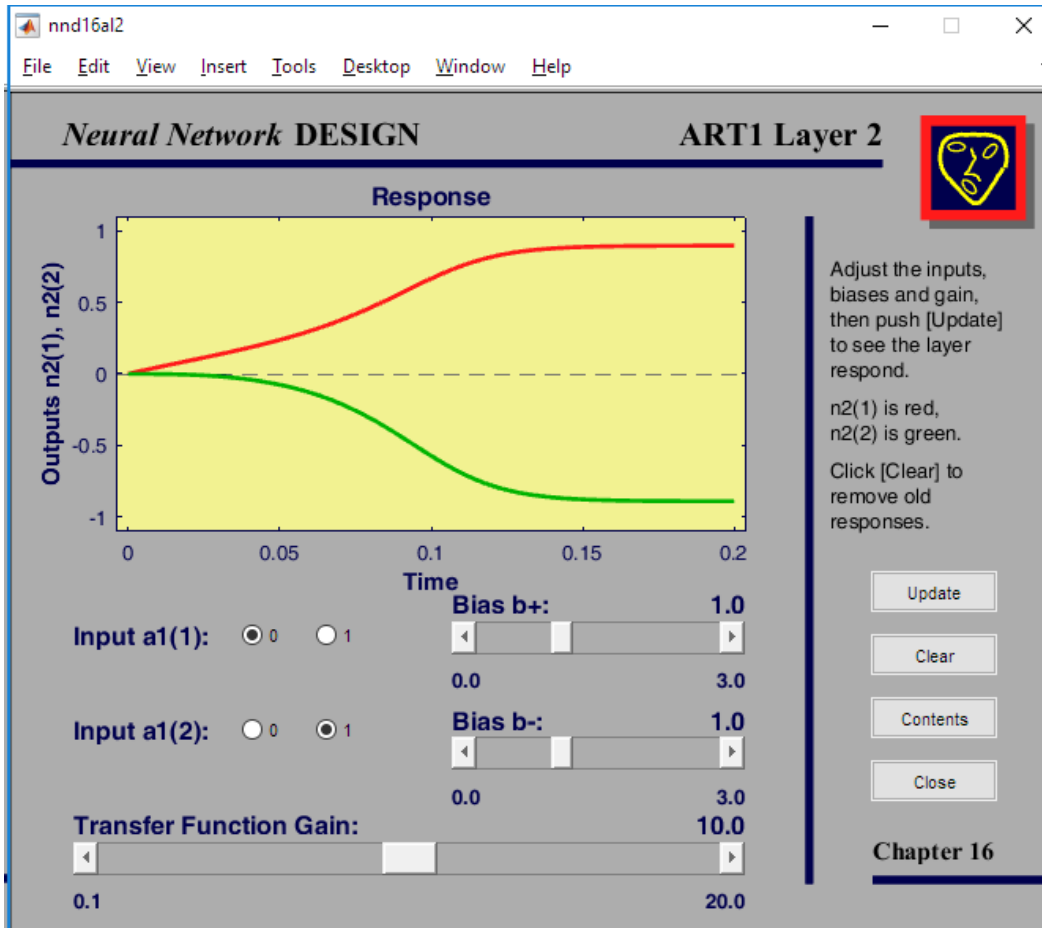 nnd16al2
File Edit View Insert Tools Desktop Window Help
Neural Network DESIGN
ART1 Layer 2
Response
1
0.5
0
-0.5
-1
Outputs n2(1), n2(2)
0 0.05 0.1 0.15 0.2
Time
Adjust the inputs,
biases and gain,
then push [Update]
to see the layer
respond.
n2(1) is red,
n2(2) is green.
Click [Clear] to
remove old
responses.
Input a1(1): 0 1
Bias b+: 1.0
0.0 3.0
Input a1(2): 0 1
Bias b-: 1.0
0.0 3.0
Transfer Function Gain: 10.0
0.1 20.0
Update
Clear
Contents
Close
Chapter 16